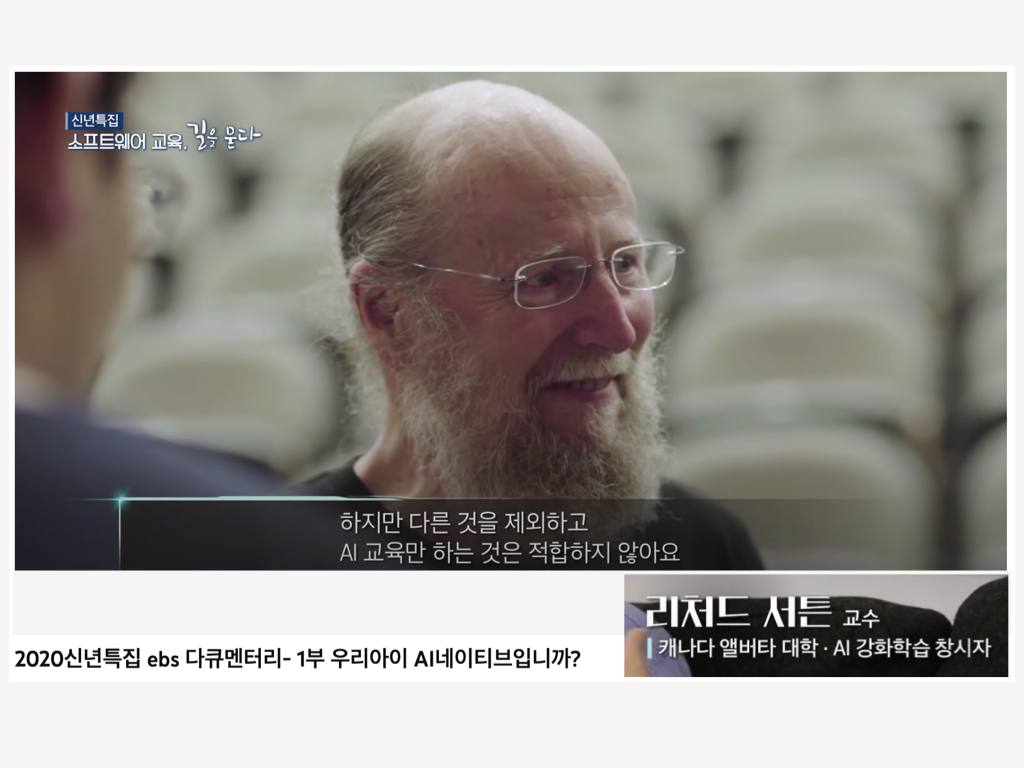 신년특집
소프트웨어 교육, 길을 묻다
하지만 다른 것을 제외하고
AI 교육만 하는 것은 적합하지 않아요
리처드 서튼 교수
캐나다 앨버타 대학 · AI 강화학습 창시자
2020신년특집 ebs 다큐멘터리- 1부 우리아이 AI네이티브입니까?